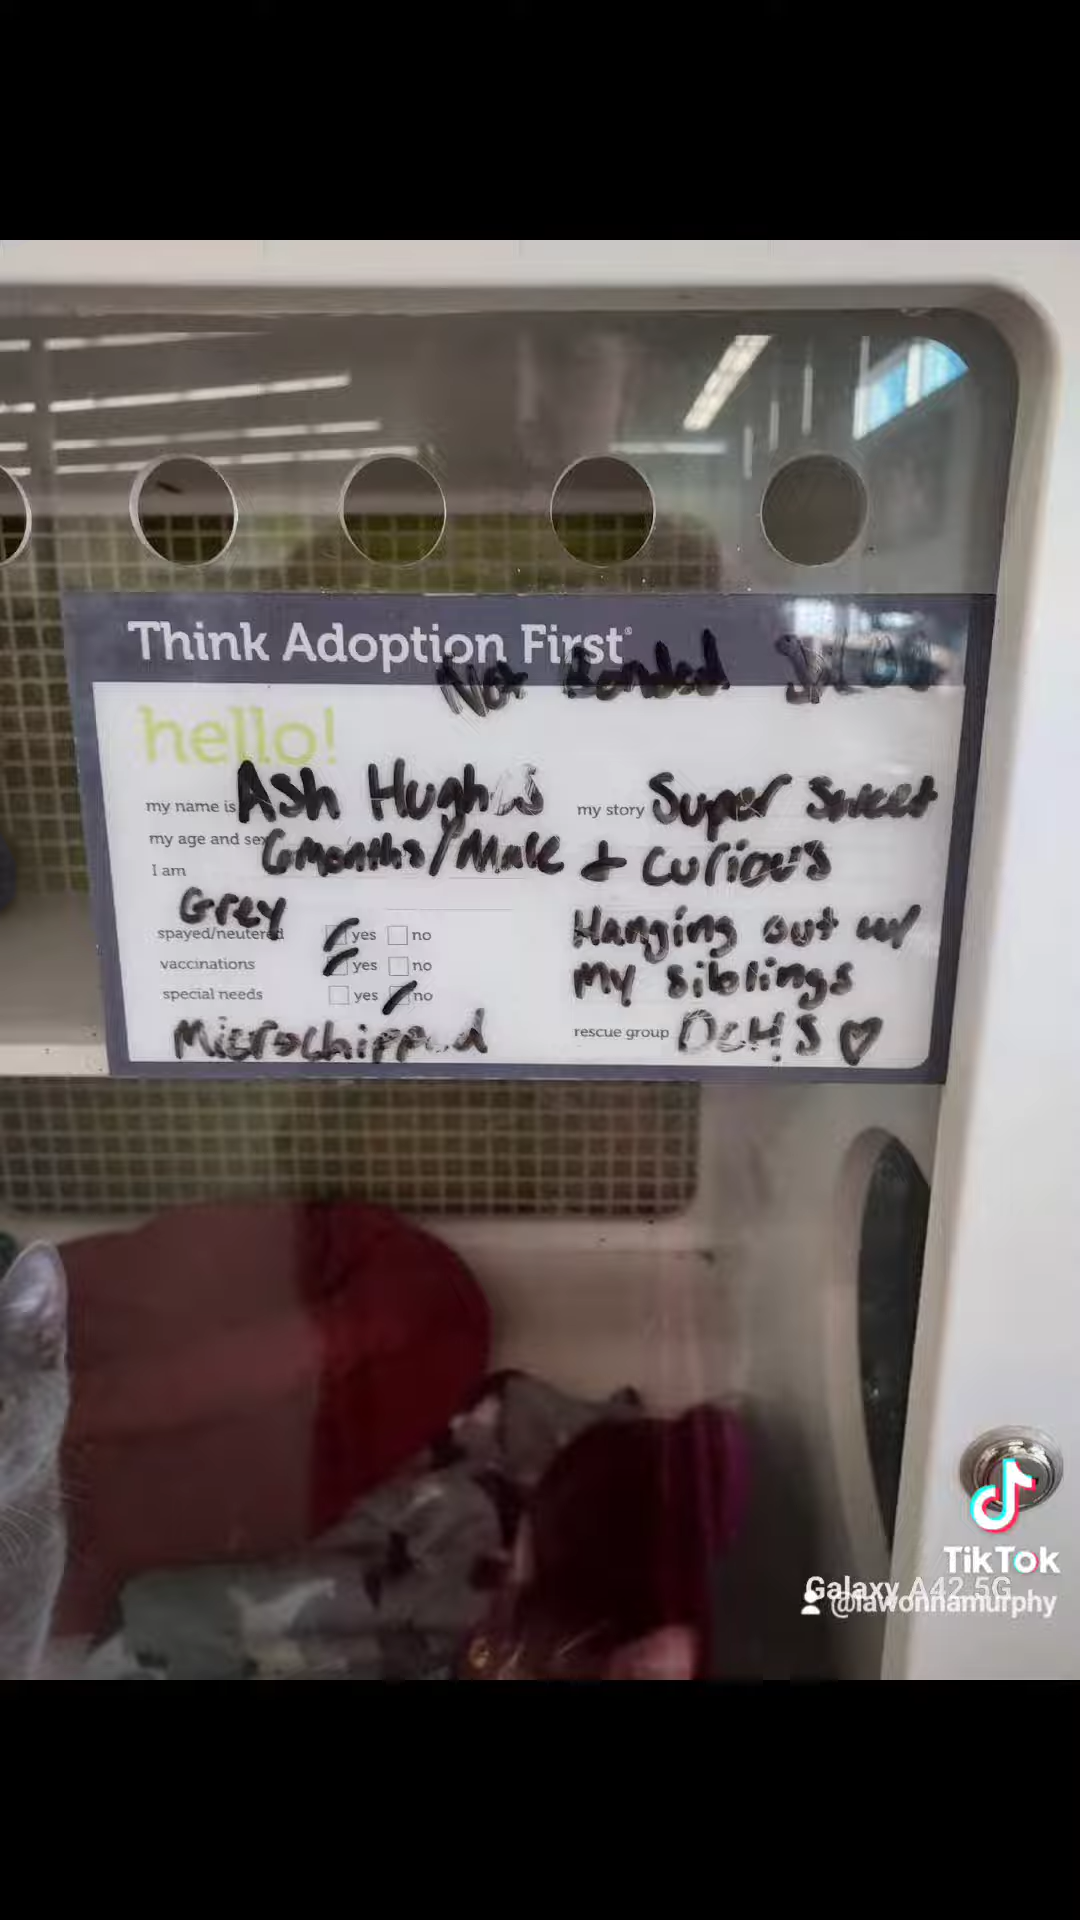 Think Adoption First®
Not Bonded
hello!
my name is Ash Hughes
my age and sex 6months/Male
I am
Grey
spayed/neutered yes no
vaccinations yes no
special needs yes no
Microchipped
my story Super Sweet
+ curious
Hanging out w/
my siblings
rescue group DCHS ♡
TikTok
Galaxy A42 5G
@lawonnamurphy